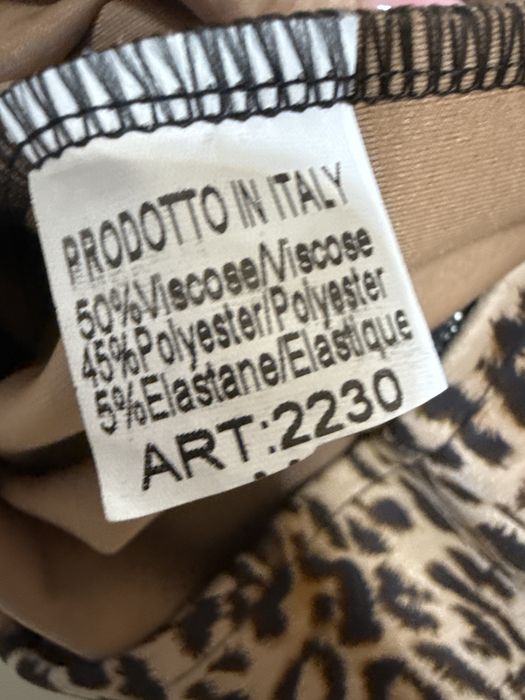 PRODOTTO IN ITALY
50%Viscose/Viscose
45%Polyester/Polyester
5%Elastane/Elastique
ART.:2230